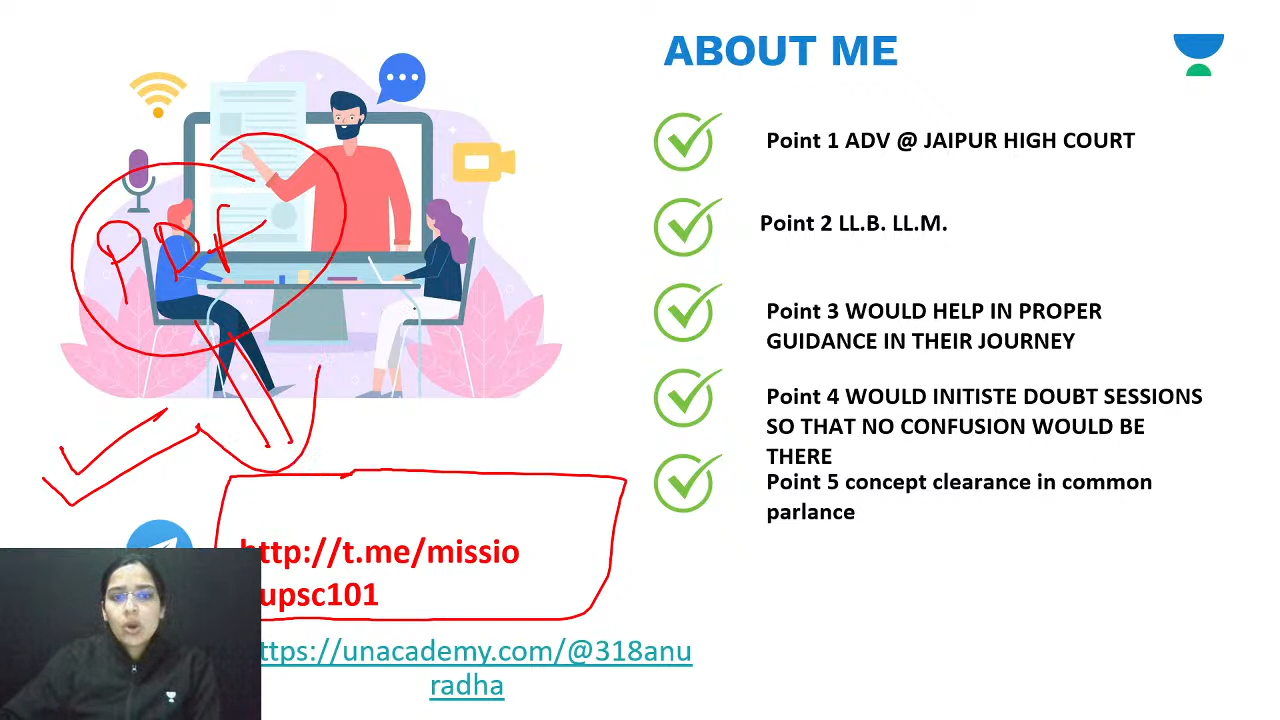 ABOUT ME
Point 1 ADV @ JAIPUR HIGH COURT
Point 2 LL.B. LL.M.
Point 3 WOULD HELP IN PROPER
GUIDANCE IN THEIR JOURNEY
Point 4 WOULD INITISTE DOUBT SESSIONS
SO THAT NO CONFUSION WOULD BE
THERE
Point 5 concept clearance in common
parlance
PDF
http://t.me/missio
upsc101
ttps://unacademy.com/@318anu
radha